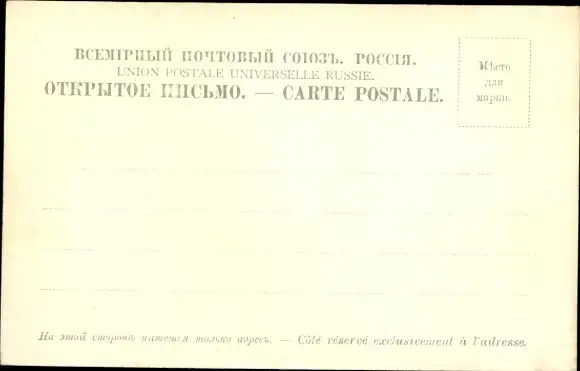 ВСЕМІРНЫЙ ПОЧТОВЫЙ СОЮЗЪ. РОССІЯ.
UNION POSTALE UNIVERSELLE RUSSIE.
ОТКРЫТОЕ ПИСЬМО. — CARTE POSTALE.
Мѣсто
для
марки.
На этой сторонѣ пишется только адресъ. — Côté réservé exclusivement à l'adresse.